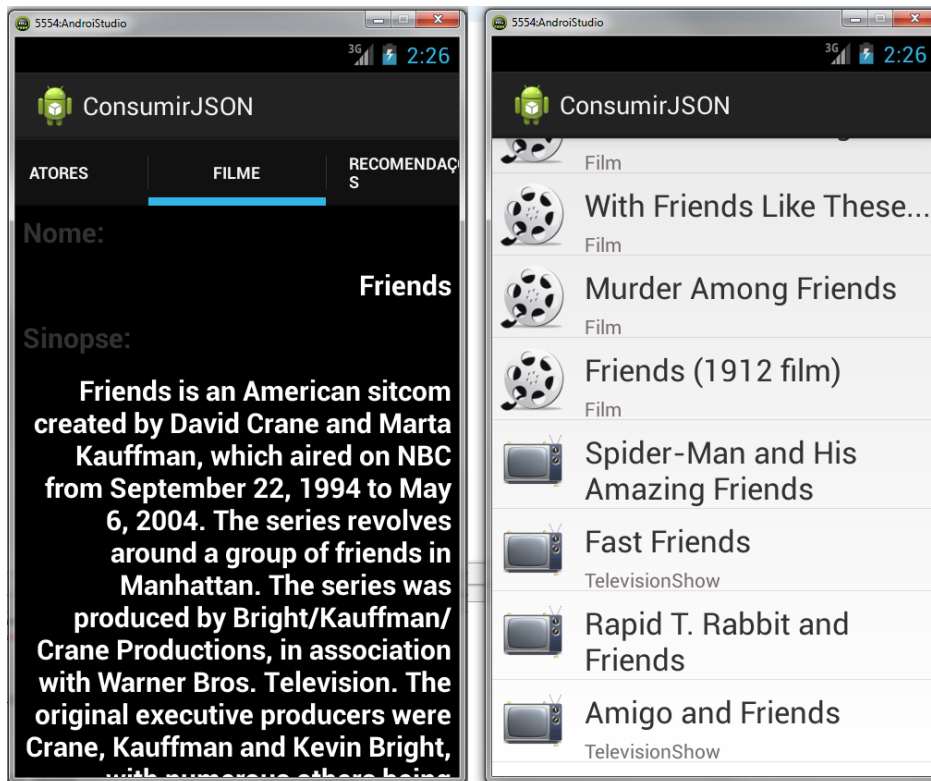 5554:AndroiStudio
3G 2:26
ConsumirJSON
ATORES
FILME
RECOMENDAÇÕ
S
Nome:
Friends
Sinopse:
Friends is an American sitcom
created by David Crane and Marta
Kauffman, which aired on NBC
from September 22, 1994 to May
6, 2004. The series revolves
around a group of friends in
Manhattan. The series was
produced by Bright/Kauffman/
Crane Productions, in association
with Warner Bros. Television. The
original executive producers were
Crane, Kauffman and Kevin Bright,
with numerous others being
5554:AndroiStudio
3G 2:26
ConsumirJSON
Film
With Friends Like These...
Film
Murder Among Friends
Film
Friends (1912 film)
Film
Spider-Man and His
Amazing Friends
Fast Friends
TelevisionShow
Rapid T. Rabbit and
Friends
Amigo and Friends
TelevisionShow